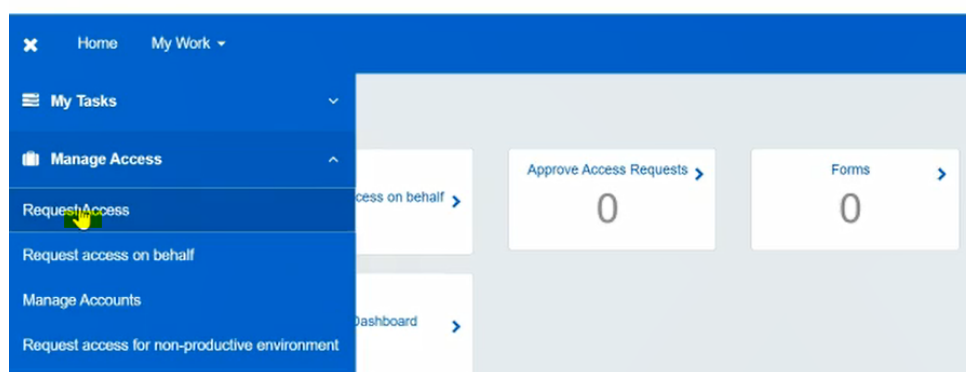 Home My Work
My Tasks
Manage Access
Request Access
Request access on behalf
Manage Accounts
Request access for non-productive environment
cess on behalf
Approve Access Requests
0
Forms
0
Dashboard